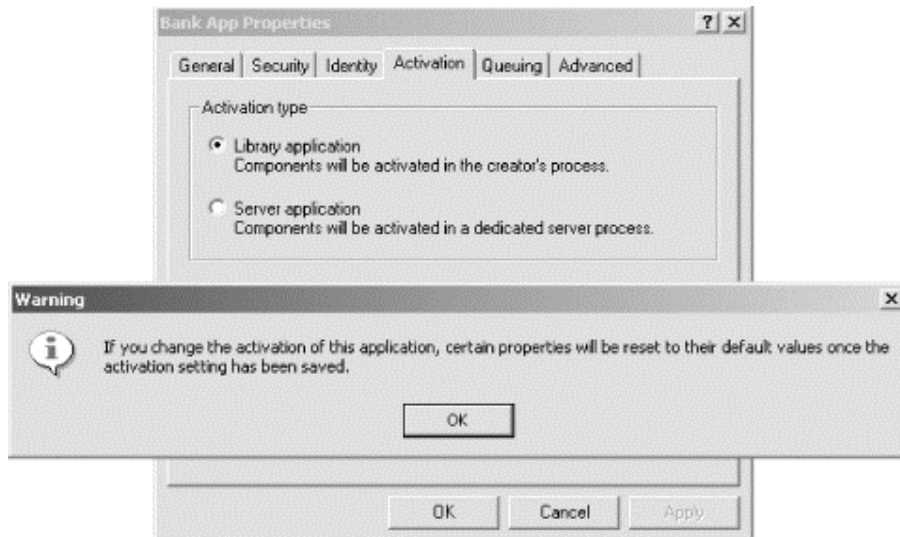 Bank App Properties
General Security Identity Activation Queuing Advanced
Activation type
Library application
Components will be activated in the creator's process.
Server application
Components will be activated in a dedicated server process.
Warning
If you change the activation of this application, certain properties will be reset to their default values once the
activation setting has been saved.
OK
OK Cancel Apply